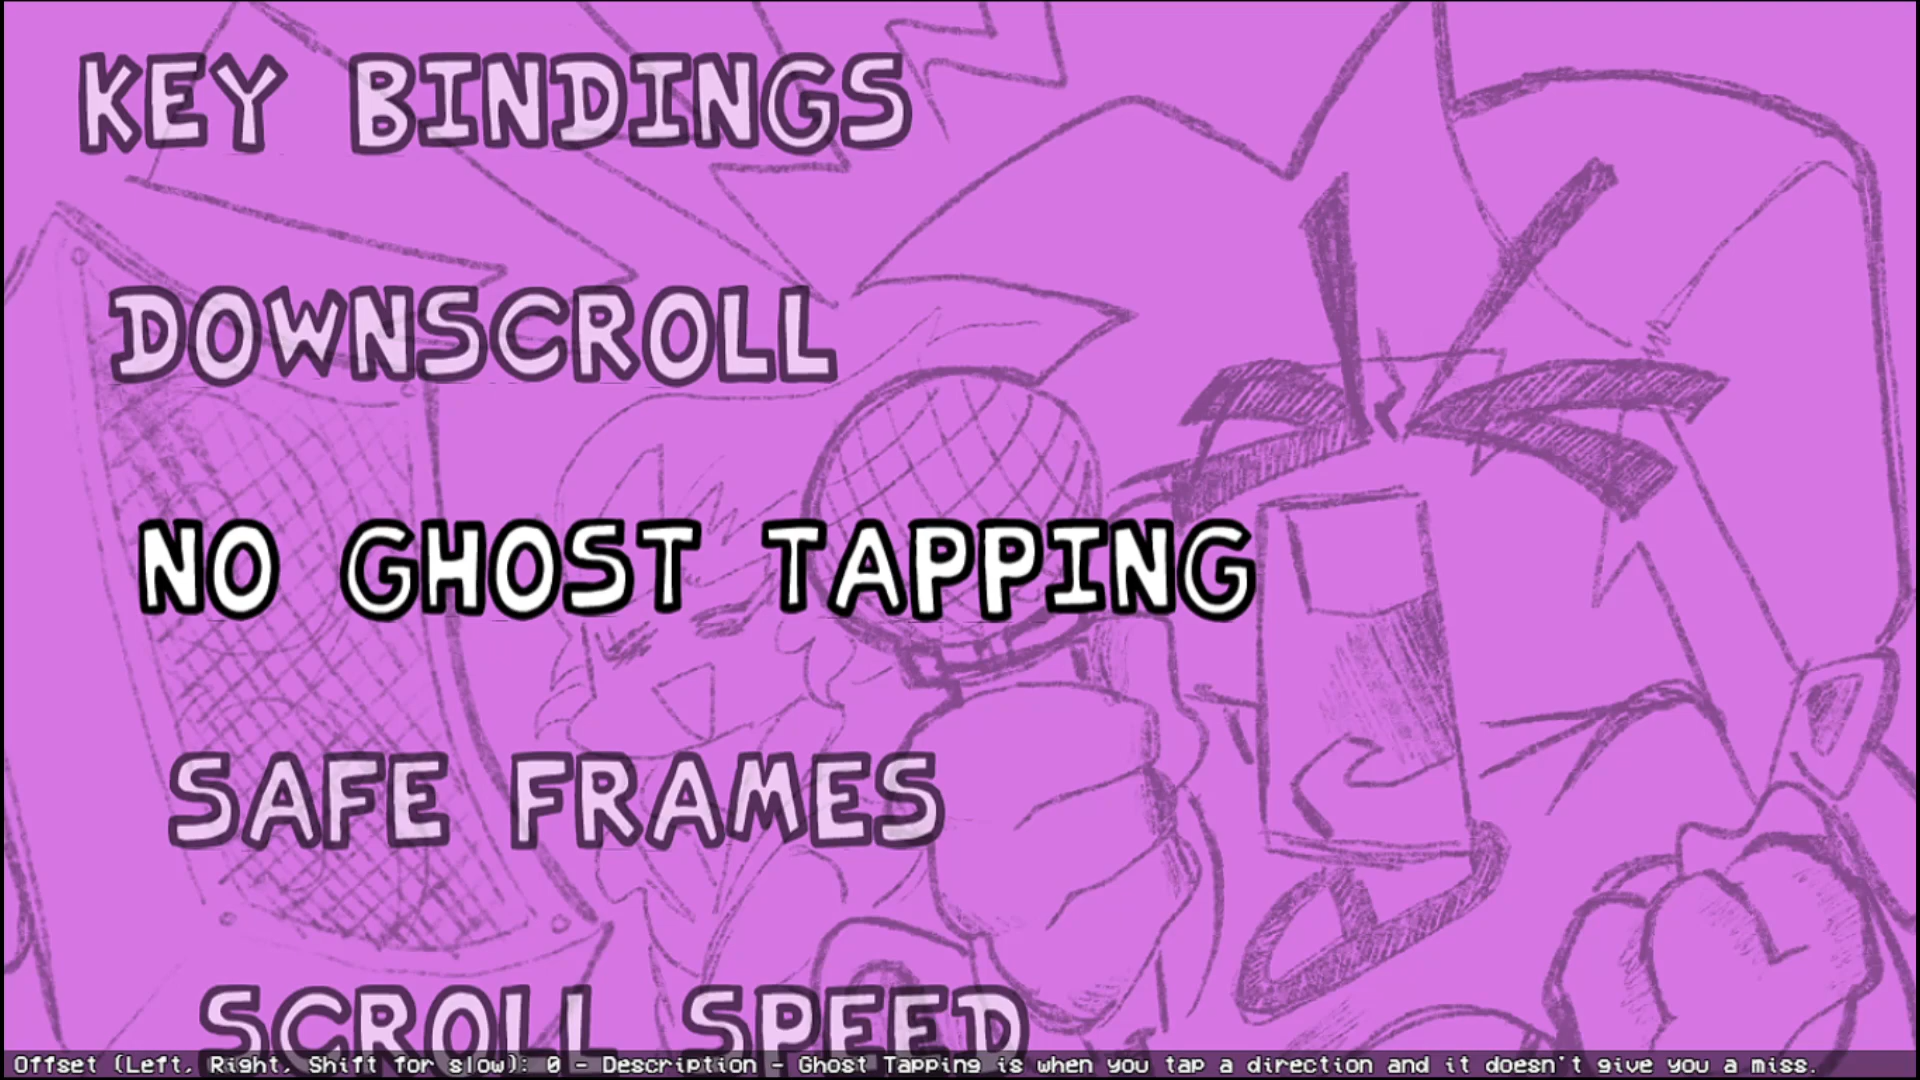 KEY BINDINGS
DOWNSCROLL
NO GHOST TAPPING
SAFE FRAMES
SCROLL SPEED
Offset (Left, Right, Shift for slow): 0 - Description - Ghost Tapping is when you tap a direction and it doesn't give you a miss.